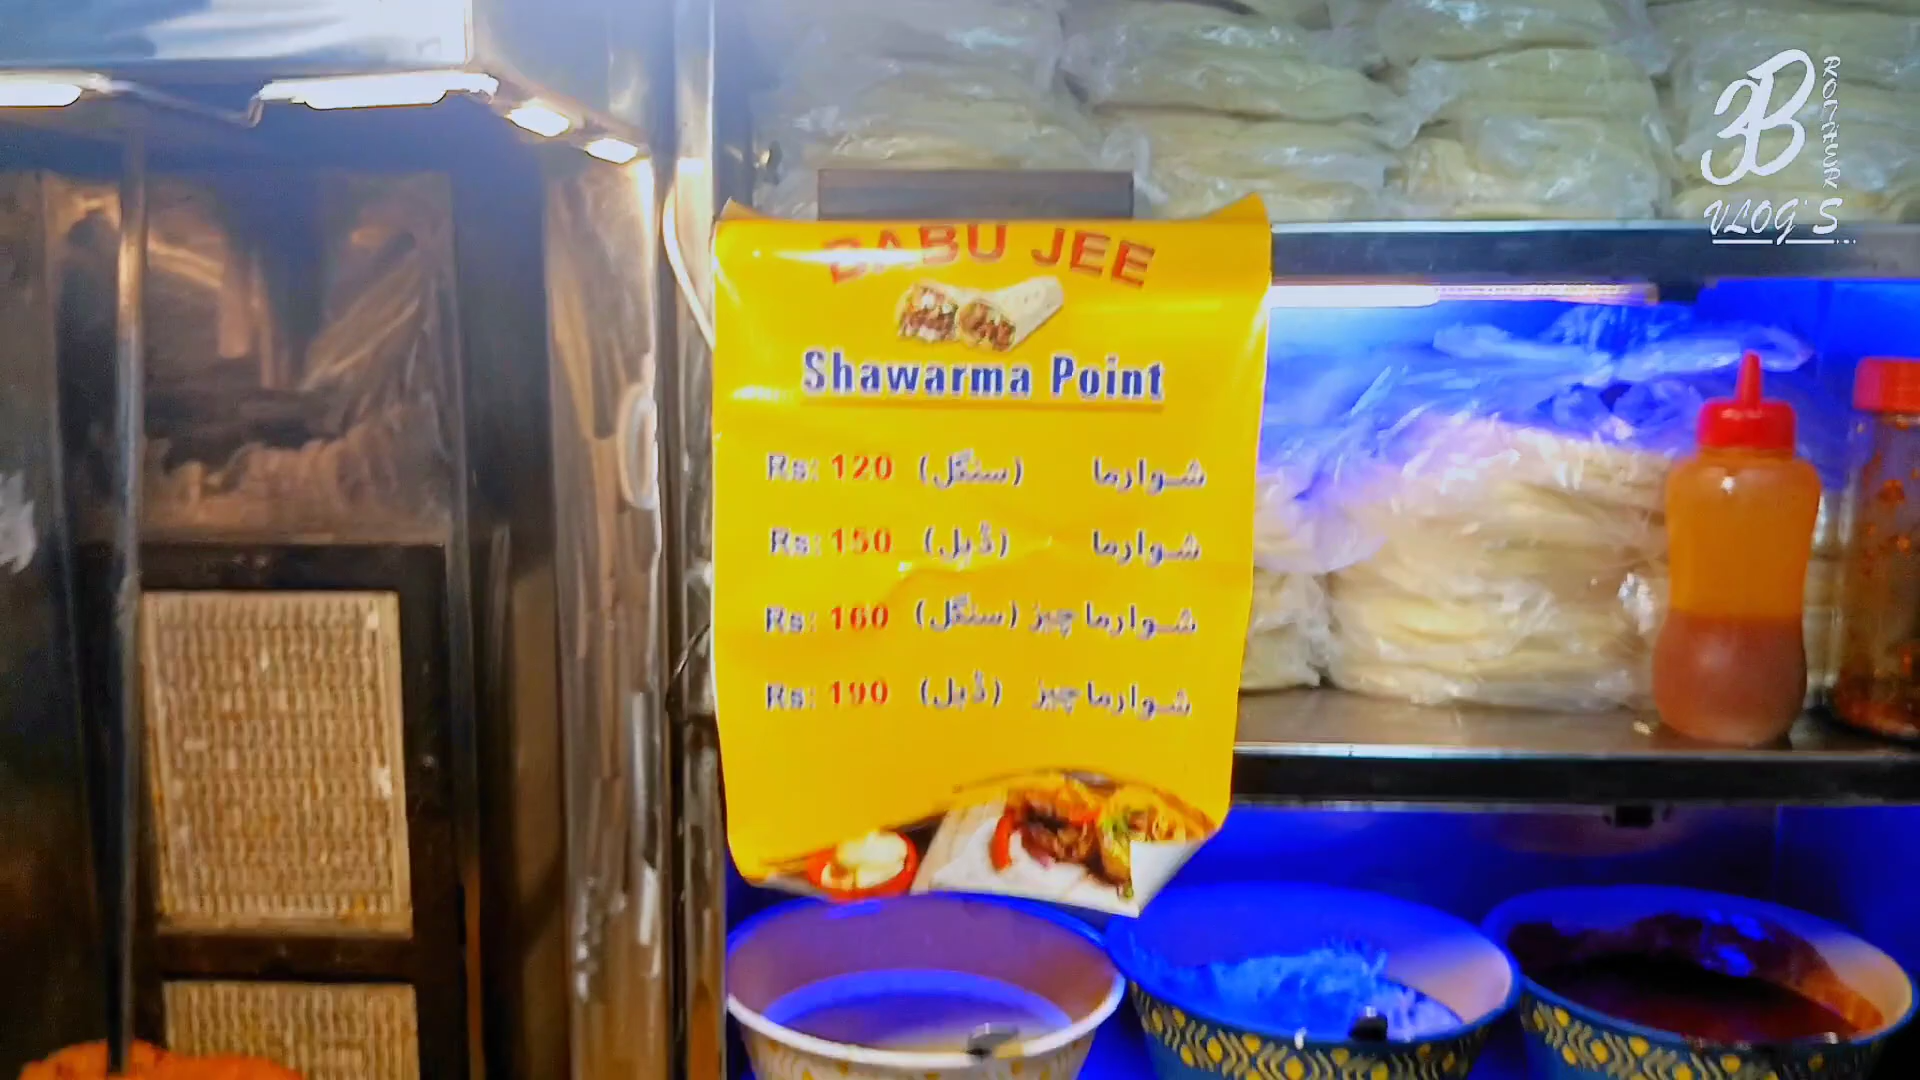 BABU JEE
Shawarma Point
شوارما (سنگل) Rs: 120
شوارما (ڈبل) Rs: 150
شوارما چیز (سنگل) Rs: 160
شوارما چیز (ڈبل) Rs: 190
3B
VLOG'S...